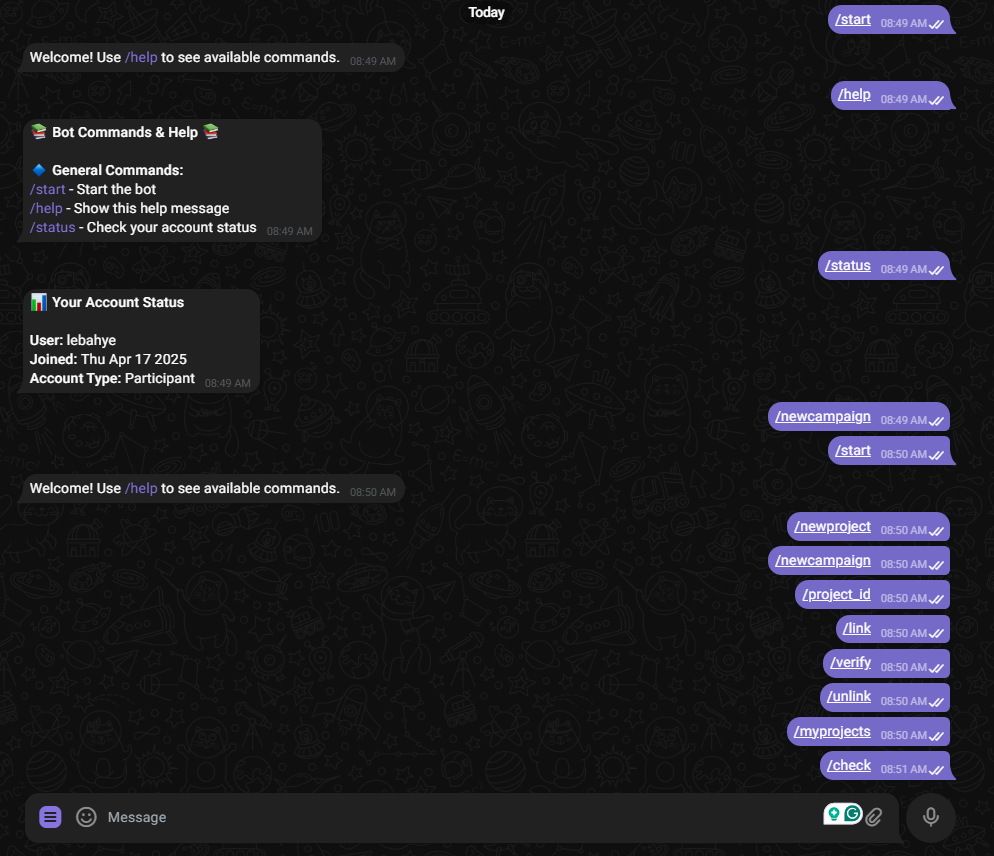 Today
/start 08:49 AM
Welcome! Use /help to see available commands. 08:49 AM
/help 08:49 AM
📚 Bot Commands & Help 📚
🔷 General Commands:
/start - Start the bot
/help - Show this help message
/status - Check your account status 08:49 AM
/status 08:49 AM
📊 Your Account Status
User: lebahye
Joined: Thu Apr 17 2025
Account Type: Participant 08:49 AM
/newcampaign 08:49 AM
/start 08:50 AM
Welcome! Use /help to see available commands. 08:50 AM
/newproject 08:50 AM
/newcampaign 08:50 AM
/project_id 08:50 AM
/link 08:50 AM
/verify 08:50 AM
/unlink 08:50 AM
/myprojects 08:50 AM
/check 08:51 AM
Message